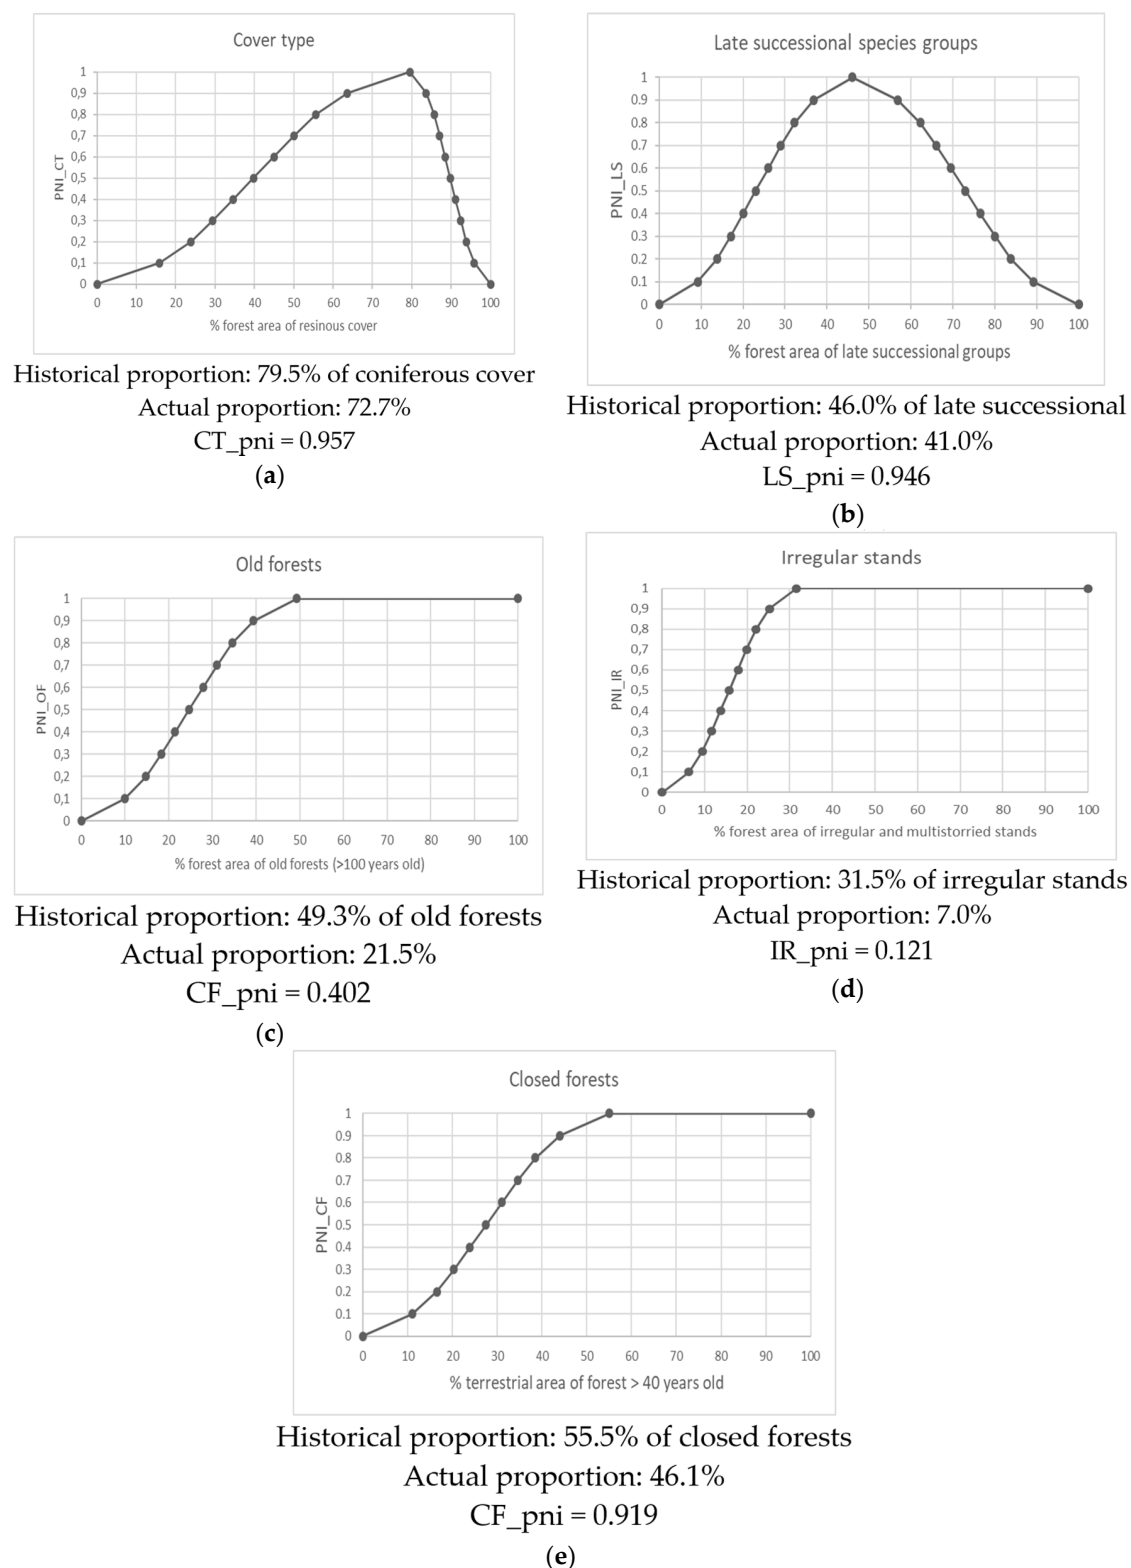 Cover type
1
0,9
0,8
0,7
0,6
0,5
0,4
0,3
0,2
0,1
0
PNI_CT
0 10 20 30 40 50 60 70 80 90 100
% forest area of resinous cover
Historical proportion: 79.5% of coniferous cover
Actual proportion: 72.7%
CT_pni = 0.957
(a)
Late successional species groups
1
0.9
0.8
0.7
0.6
0.5
0.4
0.3
0.2
0.1
0
PNI_LS
0 10 20 30 40 50 60 70 80 90 100
% forest area of late successional groups
Historical proportion: 46.0% of late successional
Actual proportion: 41.0%
LS_pni = 0.946
(b)
Old forests
1
0,9
0,8
0,7
0,6
0,5
0,4
0,3
0,2
0,1
0
PNI_OF
0 10 20 30 40 50 60 70 80 90 100
% forest area of old forests (>100 years old)
Historical proportion: 49.3% of old forests
Actual proportion: 21.5%
CF_pni = 0.402
(c)
Irregular stands
1
0,9
0,8
0,7
0,6
0,5
0,4
0,3
0,2
0,1
0
PNI_IR
0 10 20 30 40 50 60 70 80 90 100
% forest area of irregular and multistorried stands
Historical proportion: 31.5% of irregular stands
Actual proportion: 7.0%
IR_pni = 0.121
(d)
Closed forests
1
0.9
0.8
0.7
0.6
0.5
0.4
0.3
0.2
0.1
0
PNI_CF
0 10 20 30 40 50 60 70 80 90 100
% terrestrial area of forest > 40 years old
Historical proportion: 55.5% of closed forests
Actual proportion: 46.1%
CF_pni = 0.919
(e)